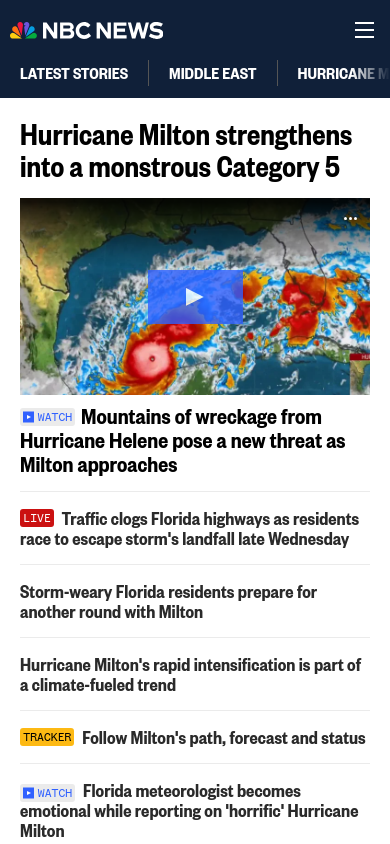 NBC NEWS
LATEST STORIES
MIDDLE EAST
HURRICANE
Hurricane Milton strengthens
into a monstrous Category 5
WATCH Mountains of wreckage from
Hurricane Helene pose a new threat as
Milton approaches
LIVE Traffic clogs Florida highways as residents
race to escape storm's landfall late Wednesday
Storm-weary Florida residents prepare for
another round with Milton
Hurricane Milton's rapid intensification is part of
a climate-fueled trend
TRACKER Follow Milton's path, forecast and status
WATCH Florida meteorologist becomes
emotional while reporting on 'horrific' Hurricane
Milton